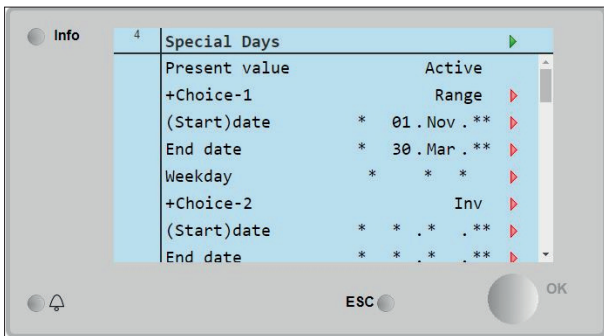 Info
4 Special Days
Present value Active
+Choice-1 Range
(Start)date * 01.Nov.**
End date * 30.Mar.**
Weekday * * *
+Choice-2 Inv
(Start)date * *.* .**
End date * *.* .**
ESC
OK